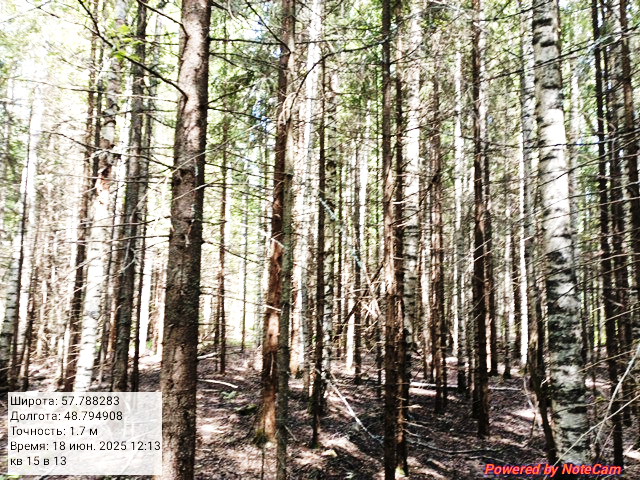 Широта: 57.788283
Долгота: 48.794908
Точность: 1.7 м
Время: 18 июн. 2025 12:13
кв 15 в 13
Powered by NoteCam